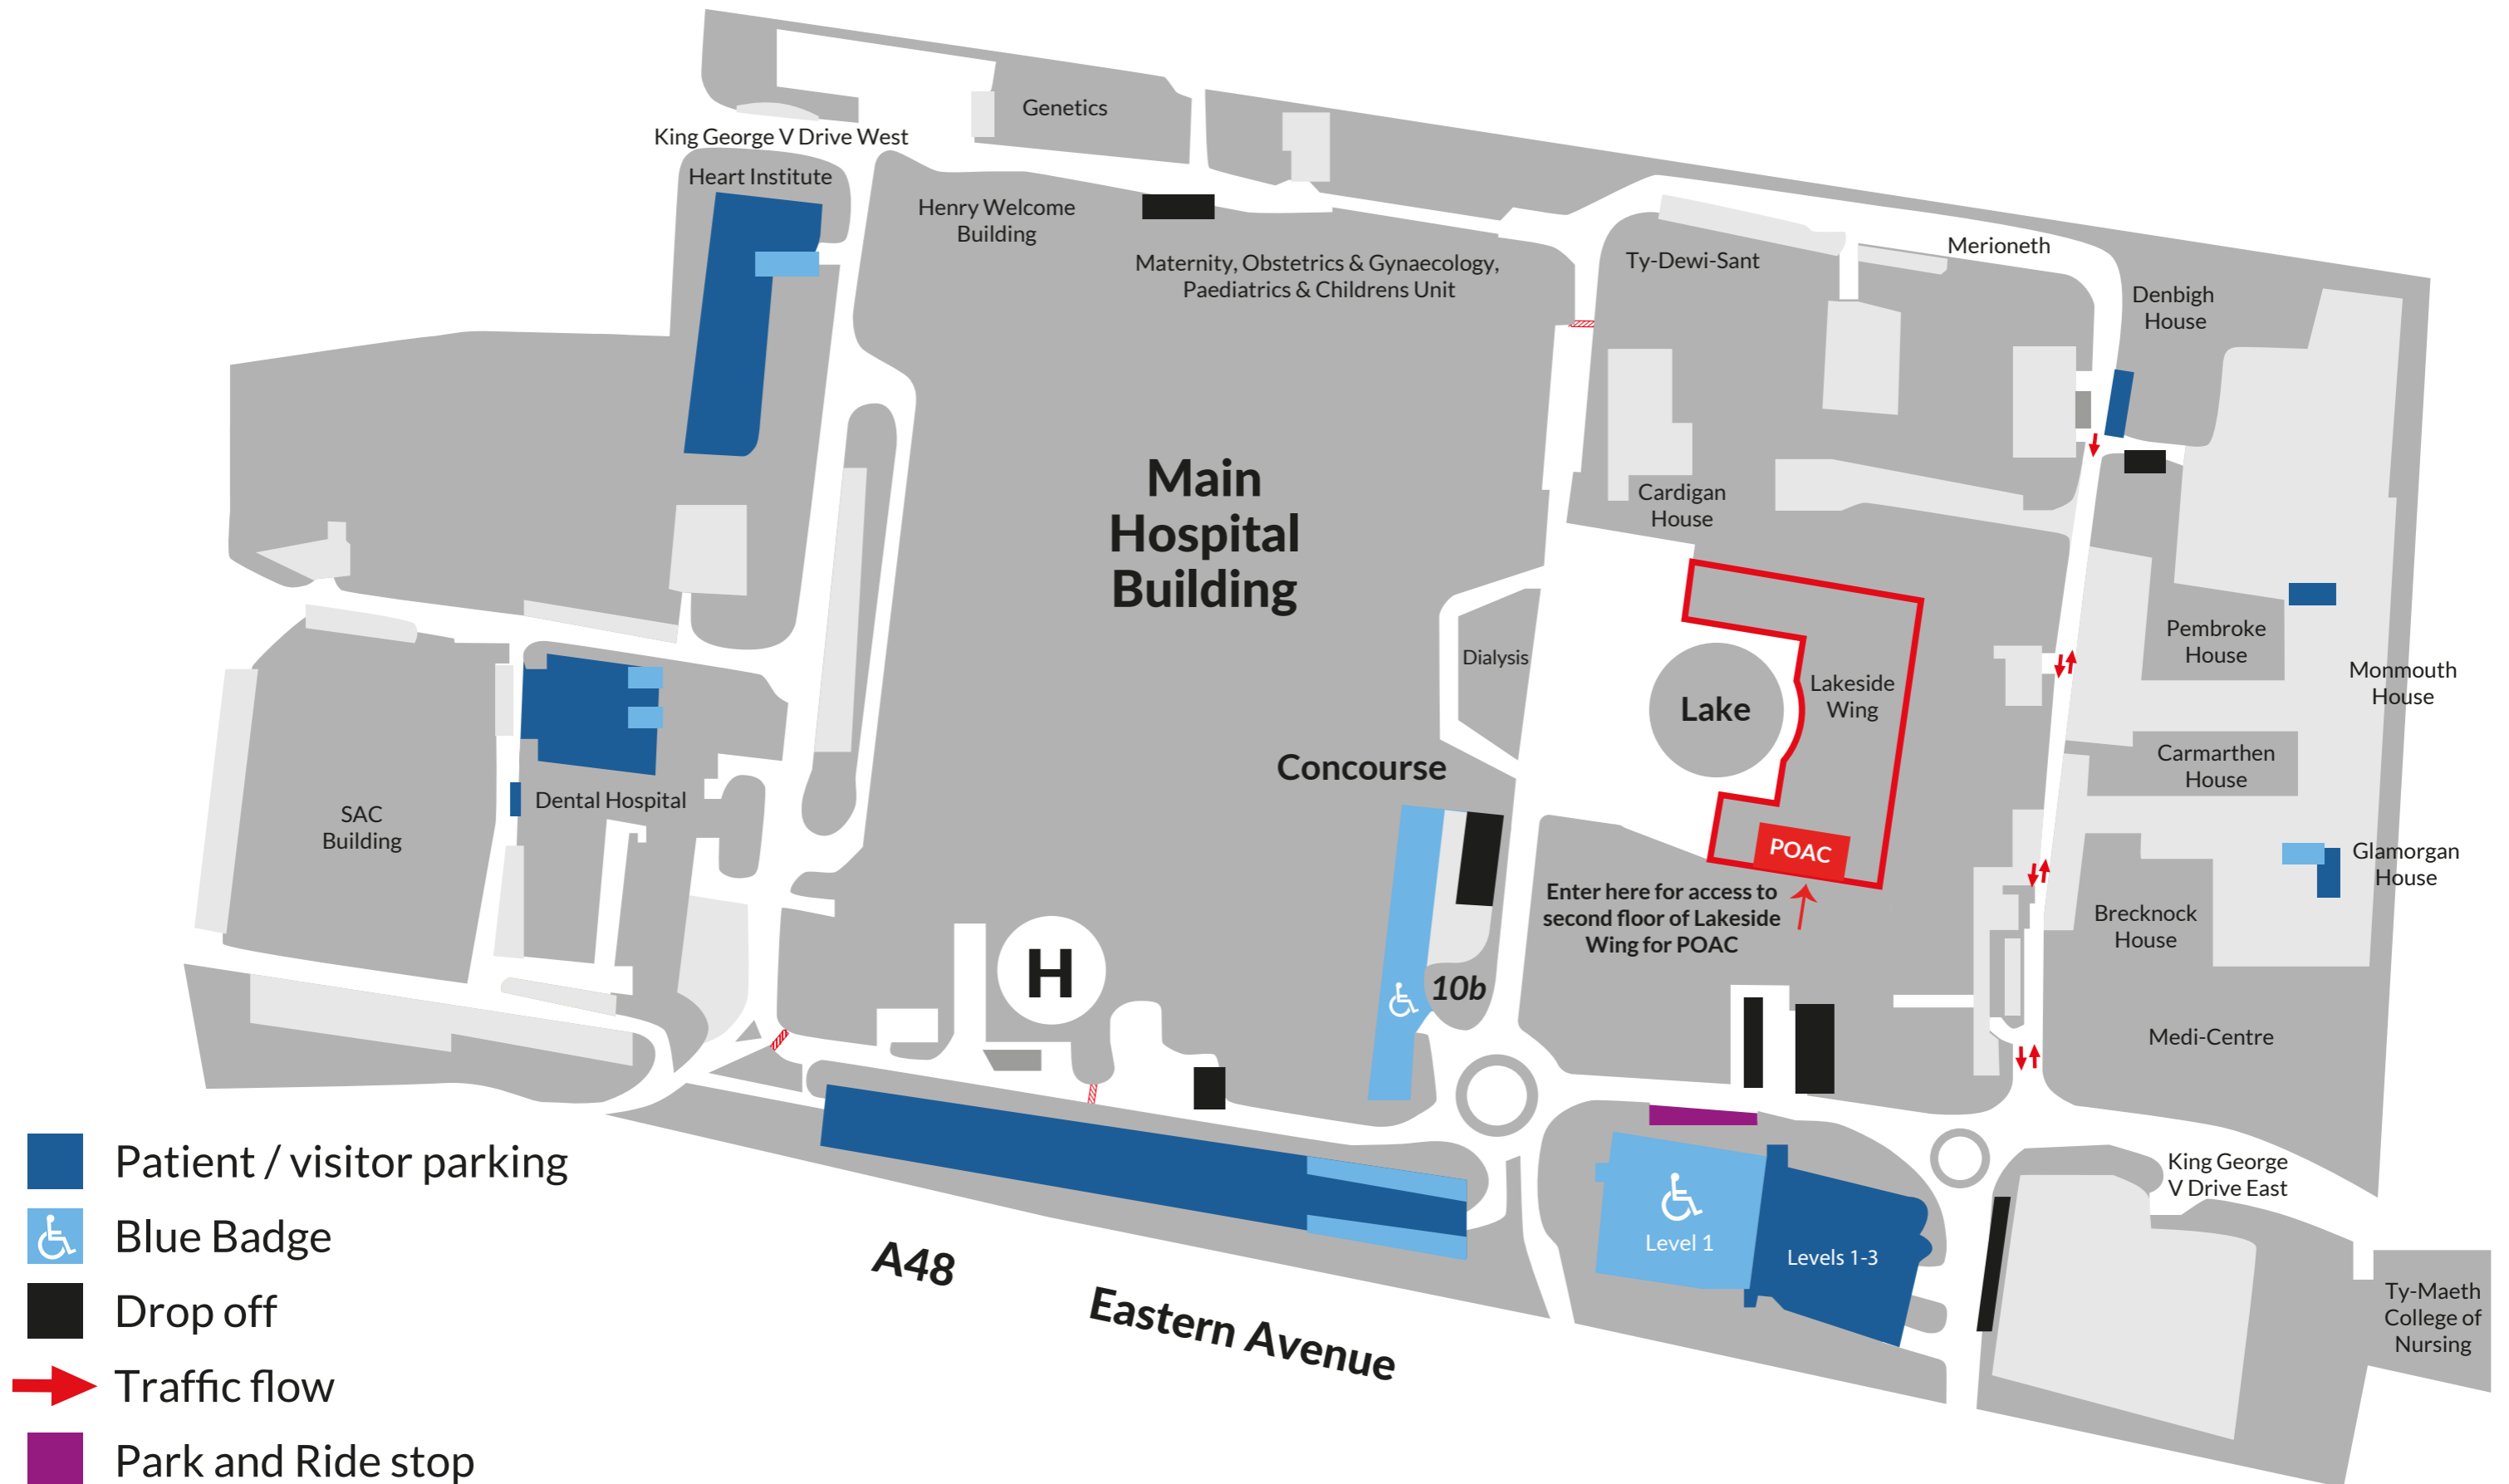 Genetics
King George V Drive West
Heart Institute
Henry Welcome
Building
Maternity, Obstetrics & Gynaecology,
Paediatrics & Childrens Unit
Ty-Dewi-Sant
Merioneth
Denbigh
House
Main
Hospital
Building
Cardigan
House
Dialysis
Lake
Lakeside
Wing
Pembroke
House
Monmouth
House
Concourse
Carmarthen
House
SAC
Building
Dental Hospital
POAC
Glamorgan
House
Enter here for access to
second floor of Lakeside
Wing for POAC
Brecknock
House
H
10b
Medi-Centre
King George
V Drive East
Level 1
Levels 1-3
A48
Eastern Avenue
Ty-Maeth
College of
Nursing
Patient / visitor parking
Blue Badge
Drop off
Traffic flow
Park and Ride stop